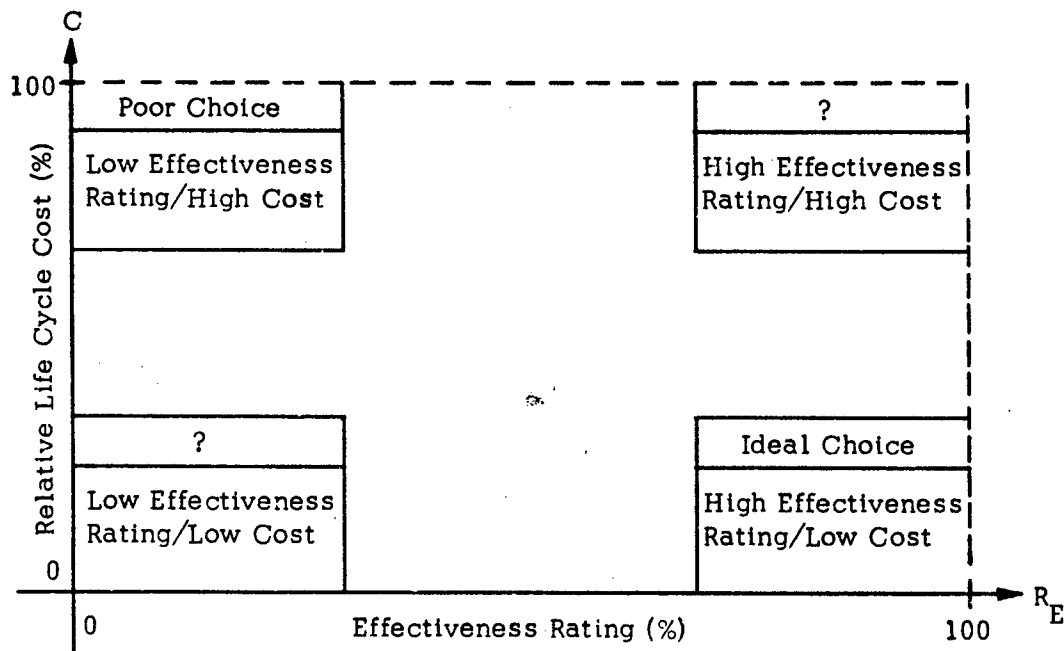 C
100
Poor Choice
Low Effectiveness
Rating/High Cost
?
High Effectiveness
Rating/High Cost
Relative Life Cycle Cost (%)
?
Low Effectiveness
Rating/Low Cost
Ideal Choice
High Effectiveness
Rating/Low Cost
0
0
Effectiveness Rating (%)
100
R_E